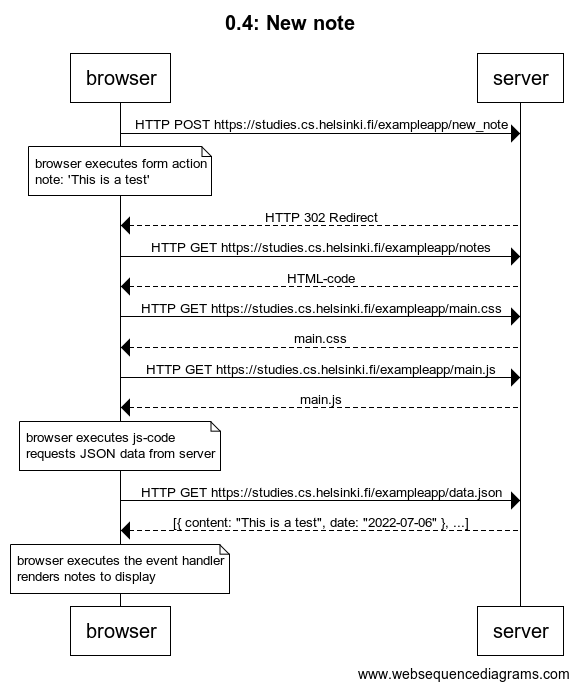 0.4: New note
browser
server
HTTP POST https://studies.cs.helsinki.fi/exampleapp/new_note
browser executes form action
note: 'This is a test'
HTTP 302 Redirect
HTTP GET https://studies.cs.helsinki.fi/exampleapp/notes
HTML-code
HTTP GET https://studies.cs.helsinki.fi/exampleapp/main.css
main.css
HTTP GET https://studies.cs.helsinki.fi/exampleapp/main.js
main.js
browser executes js-code
requests JSON data from server
HTTP GET https://studies.cs.helsinki.fi/exampleapp/data.json
[{ content: "This is a test", date: "2022-07-06" }, ...]
browser executes the event handler
renders notes to display
browser
server
www.websequencediagrams.com